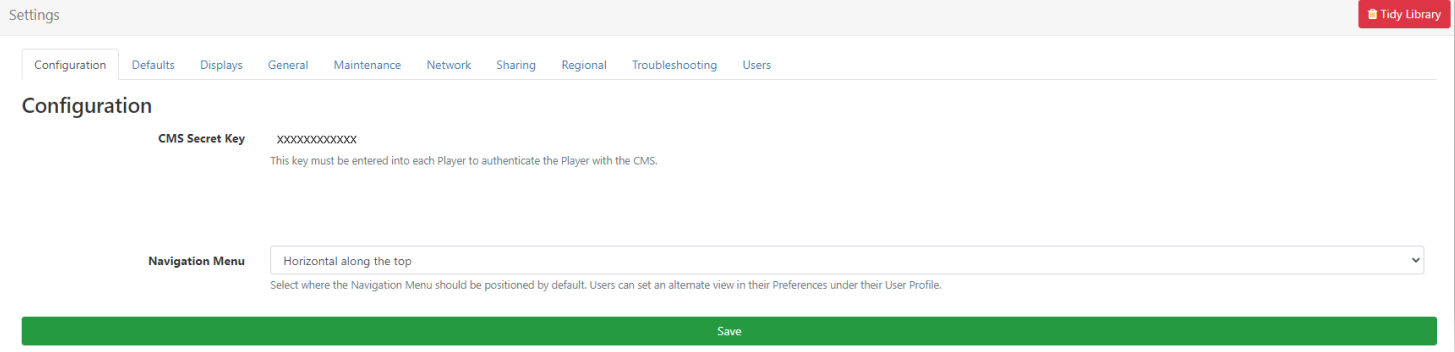 Settings
Tidy Library
Configuration Defaults Displays General Maintenance Network Sharing Regional Troubleshooting Users
Configuration
CMS Secret Key XXXXXXXXXXXX
This key must be entered into each Player to authenticate the Player with the CMS.
Navigation Menu Horizontal along the top
Select where the Navigation Menu should be positioned by default. Users can set an alternate view in their Preferences under their User Profile.
Save